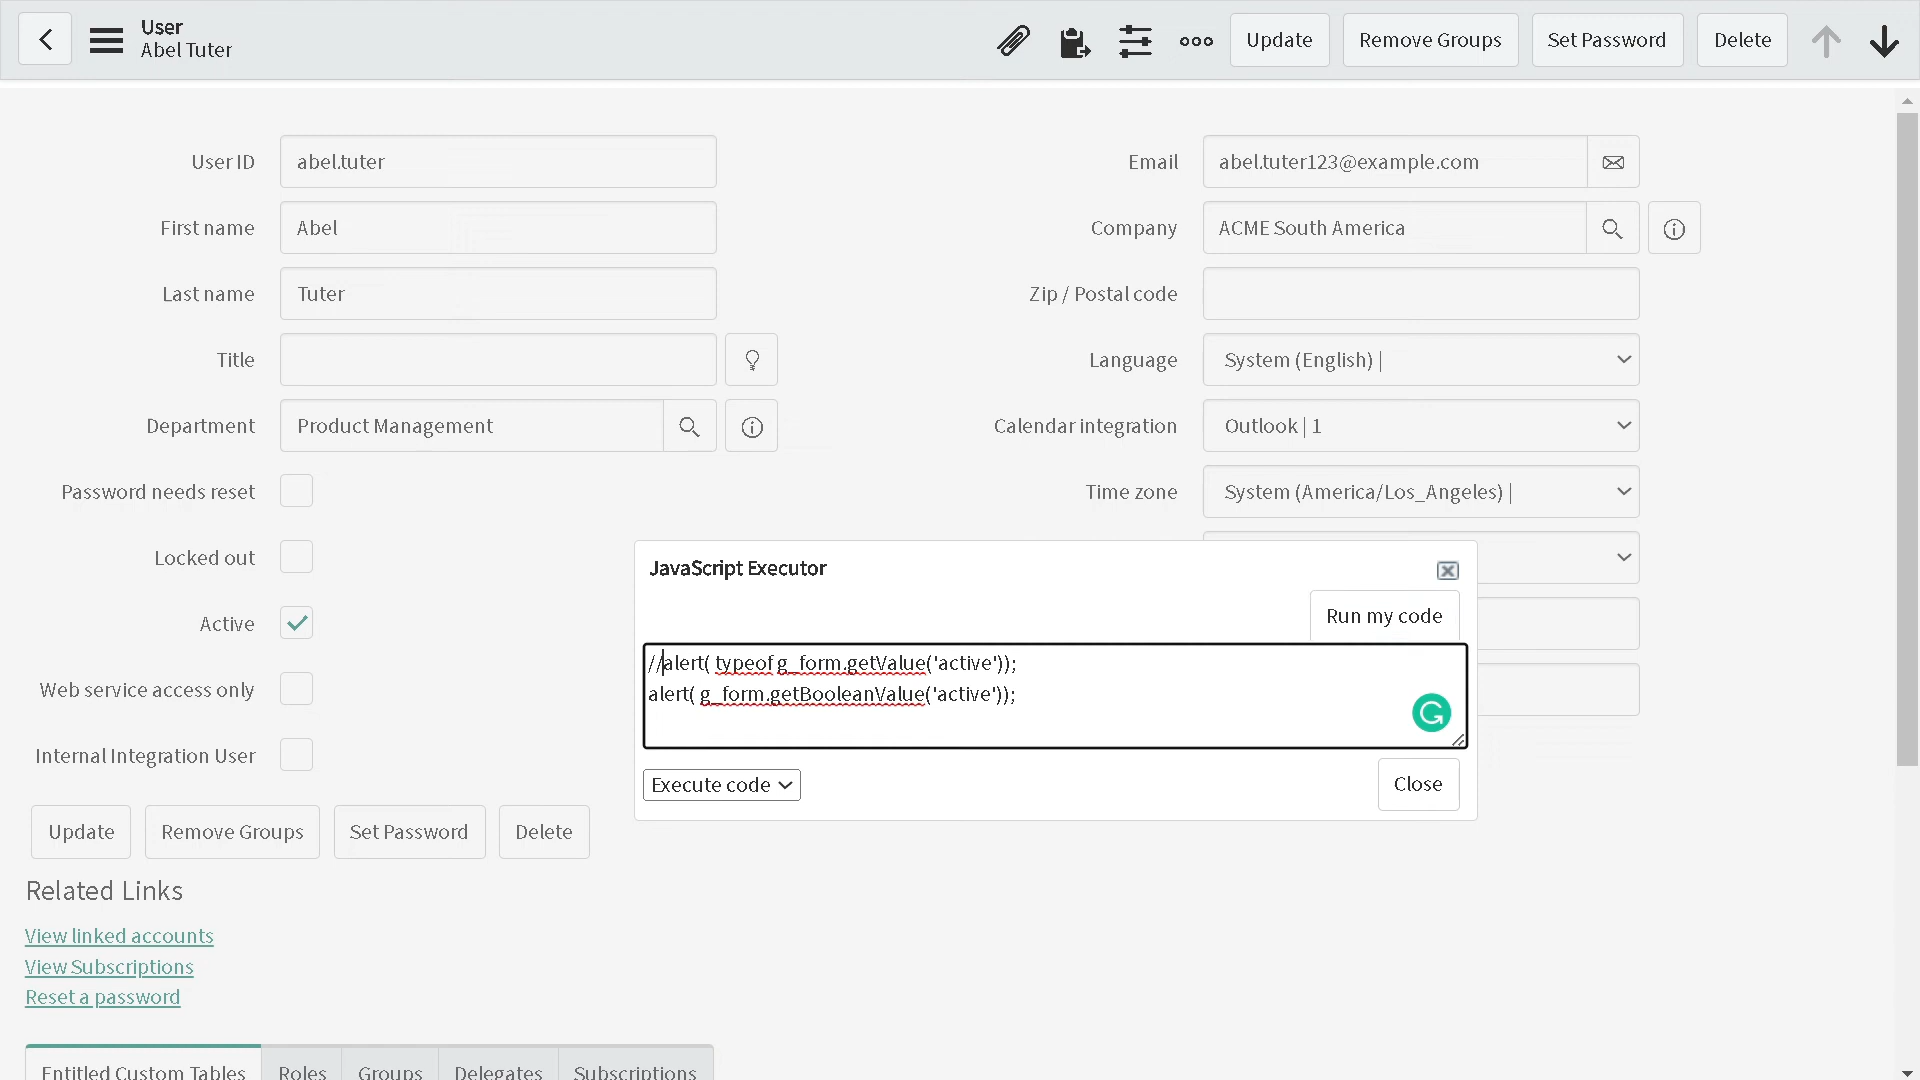 User
Abel Tuter
Update
Remove Groups
Set Password
Delete
User ID
abel.tuter
First name
Abel
Last name
Tuter
Title
Department
Product Management
Password needs reset
Locked out
Active
Web service access only
Internal Integration User
Email
abel.tuter123@example.com
Company
ACME South America
Zip / Postal code
Language
System (English) |
Calendar integration
Outlook | 1
Time zone
System (America/Los_Angeles) |
JavaScript Executor
Run my code
//alert( typeof g_form.getValue('active'));
alert( g_form.getBooleanValue('active'));
Execute code
Close
Update
Remove Groups
Set Password
Delete
Related Links
View linked accounts
View Subscriptions
Reset a password
Entitled Custom Tables
Roles
Groups
Delegates
Subscriptions